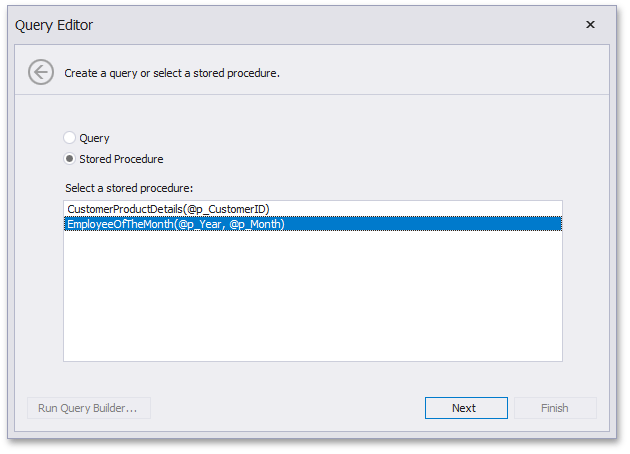 Query Editor
Create a query or select a stored procedure.
Query
Stored Procedure
Select a stored procedure:
CustomerProductDetails(@p_CustomerID)
EmployeeOfTheMonth(@p_Year, @p_Month)
Run Query Builder...
Next
Finish